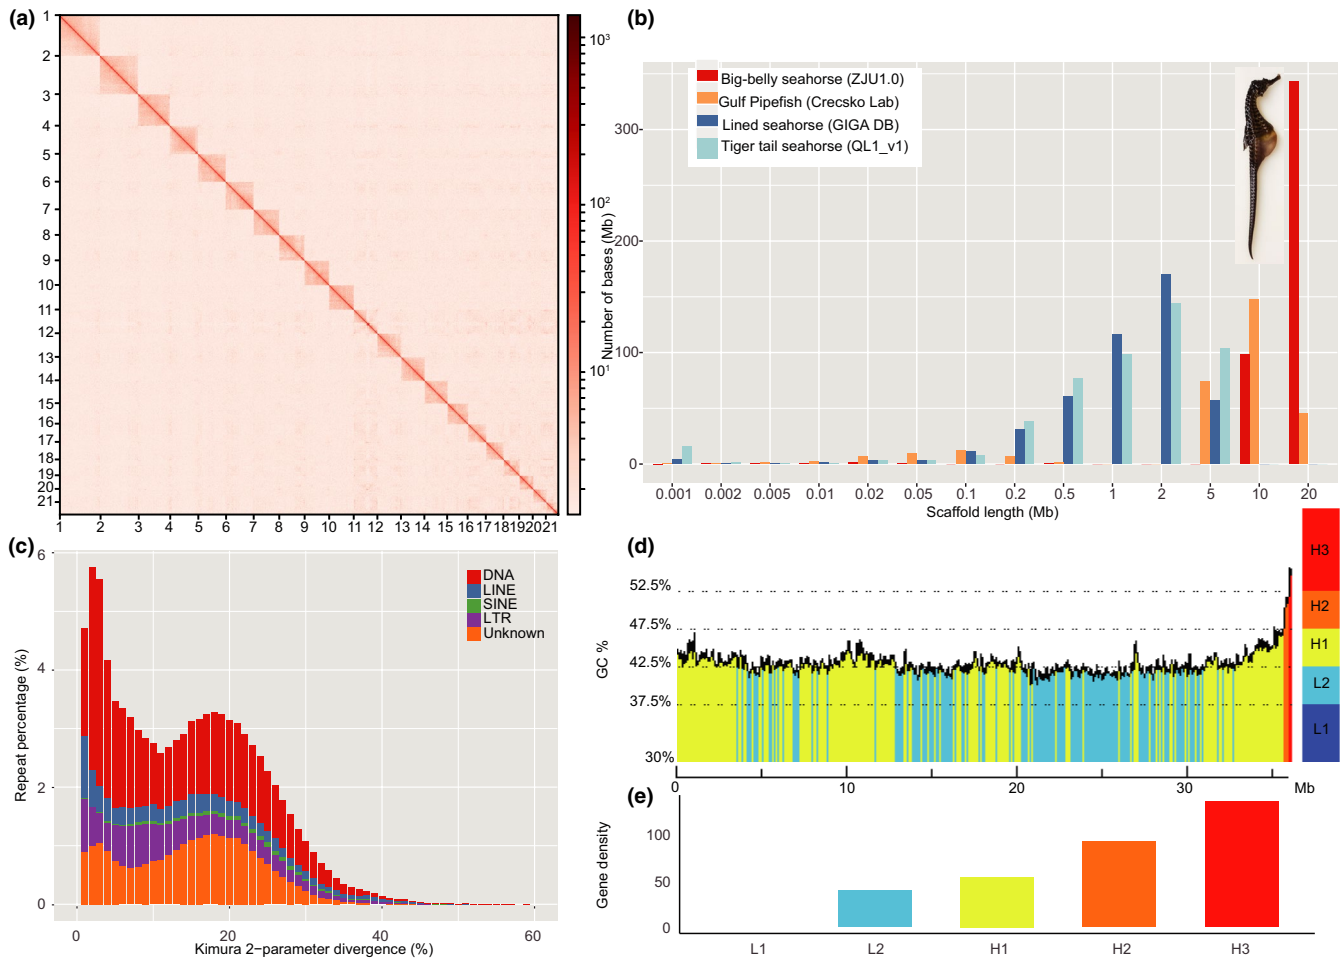 (a)
1
2
3
4
5
6
7
8
9
10
11
12
13
14
15
16
17
18
19
20
21
1 2 3 4 5 6 7 8 9 10 11 12 13 14 15 16 17 18 19 20 21
10³
10²
10¹
(b)
Big-belly seahorse (ZJU1.0)
Gulf Pipefish (Crecsko Lab)
Lined seahorse (GIGA DB)
Tiger tail seahorse (QL1_v1)
Number of bases (Mb)
300
200
100
0
0.001 0.002 0.005 0.01 0.02 0.05 0.1 0.2 0.5 1 2 5 10 20
Scaffold length (Mb)
(c)
DNA
LINE
SINE
LTR
Unknown
Repeat percentage (%)
6
4
2
0
0 20 40 60
Kimura 2−parameter divergence (%)
(d)
GC %
52.5%
47.5%
42.5%
37.5%
30%
0 10 20 30 Mb
H3
H2
H1
L2
L1
(e)
Gene density
100
50
0
L1 L2 H1 H2 H3